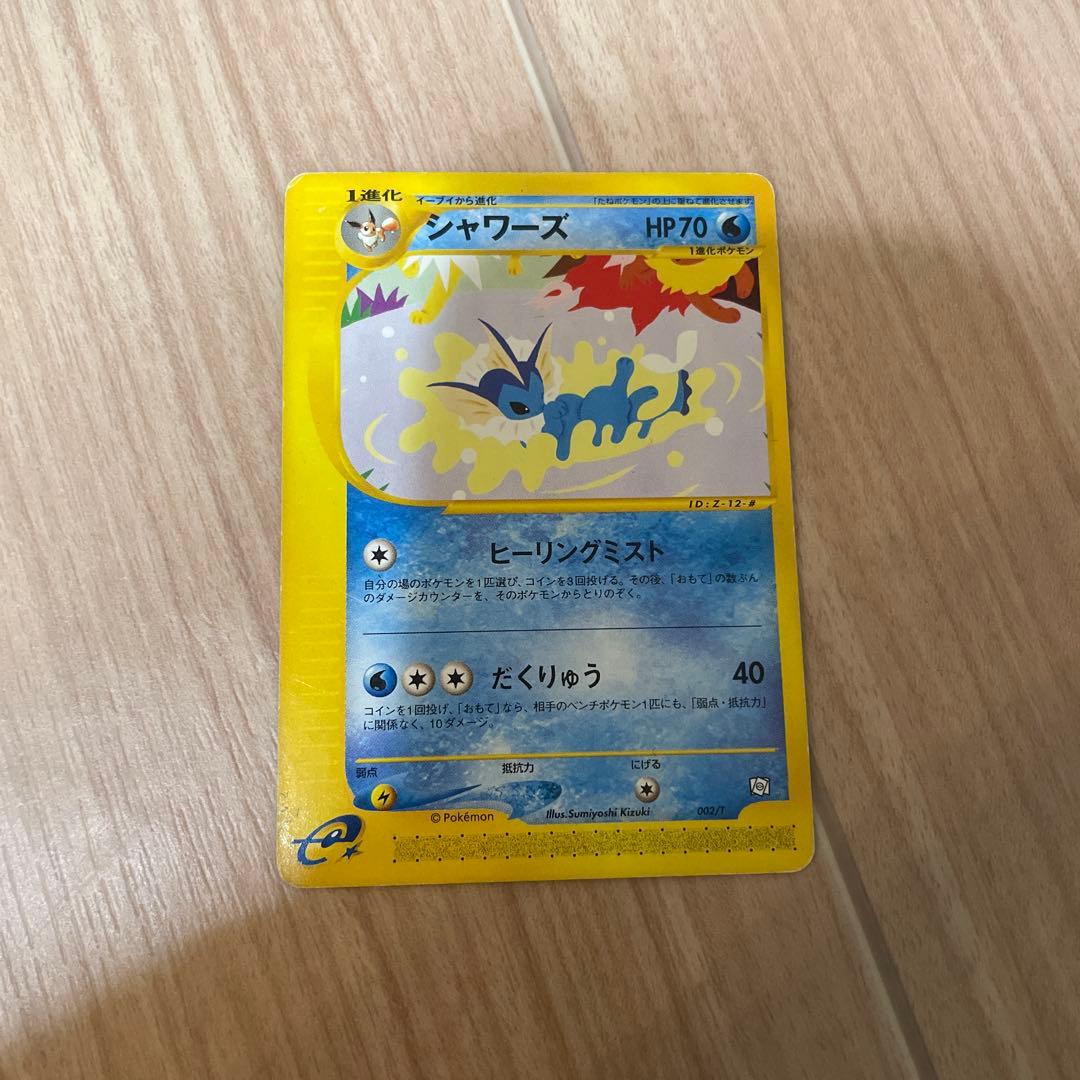 1進化 イーブイから進化 「たねポケモン」の上に重ねて進化させます
シャワーズ HP70
1進化ポケモン
ID:Z-12-#
ヒーリングミスト
自分の場のポケモンを1匹選び、コインを3回投げる。その後、「おもて」の数ぶん
のダメージカウンターを、そのポケモンからとりのぞく。
だくりゅう 40
コインを1回投げ、「おもて」なら、相手のベンチポケモン1匹にも、「弱点・抵抗力」
に関係なく、10ダメージ。
弱点 抵抗力 にげる
©Pokémon Illus.Sumiyoshi Kizuki 002/T
e